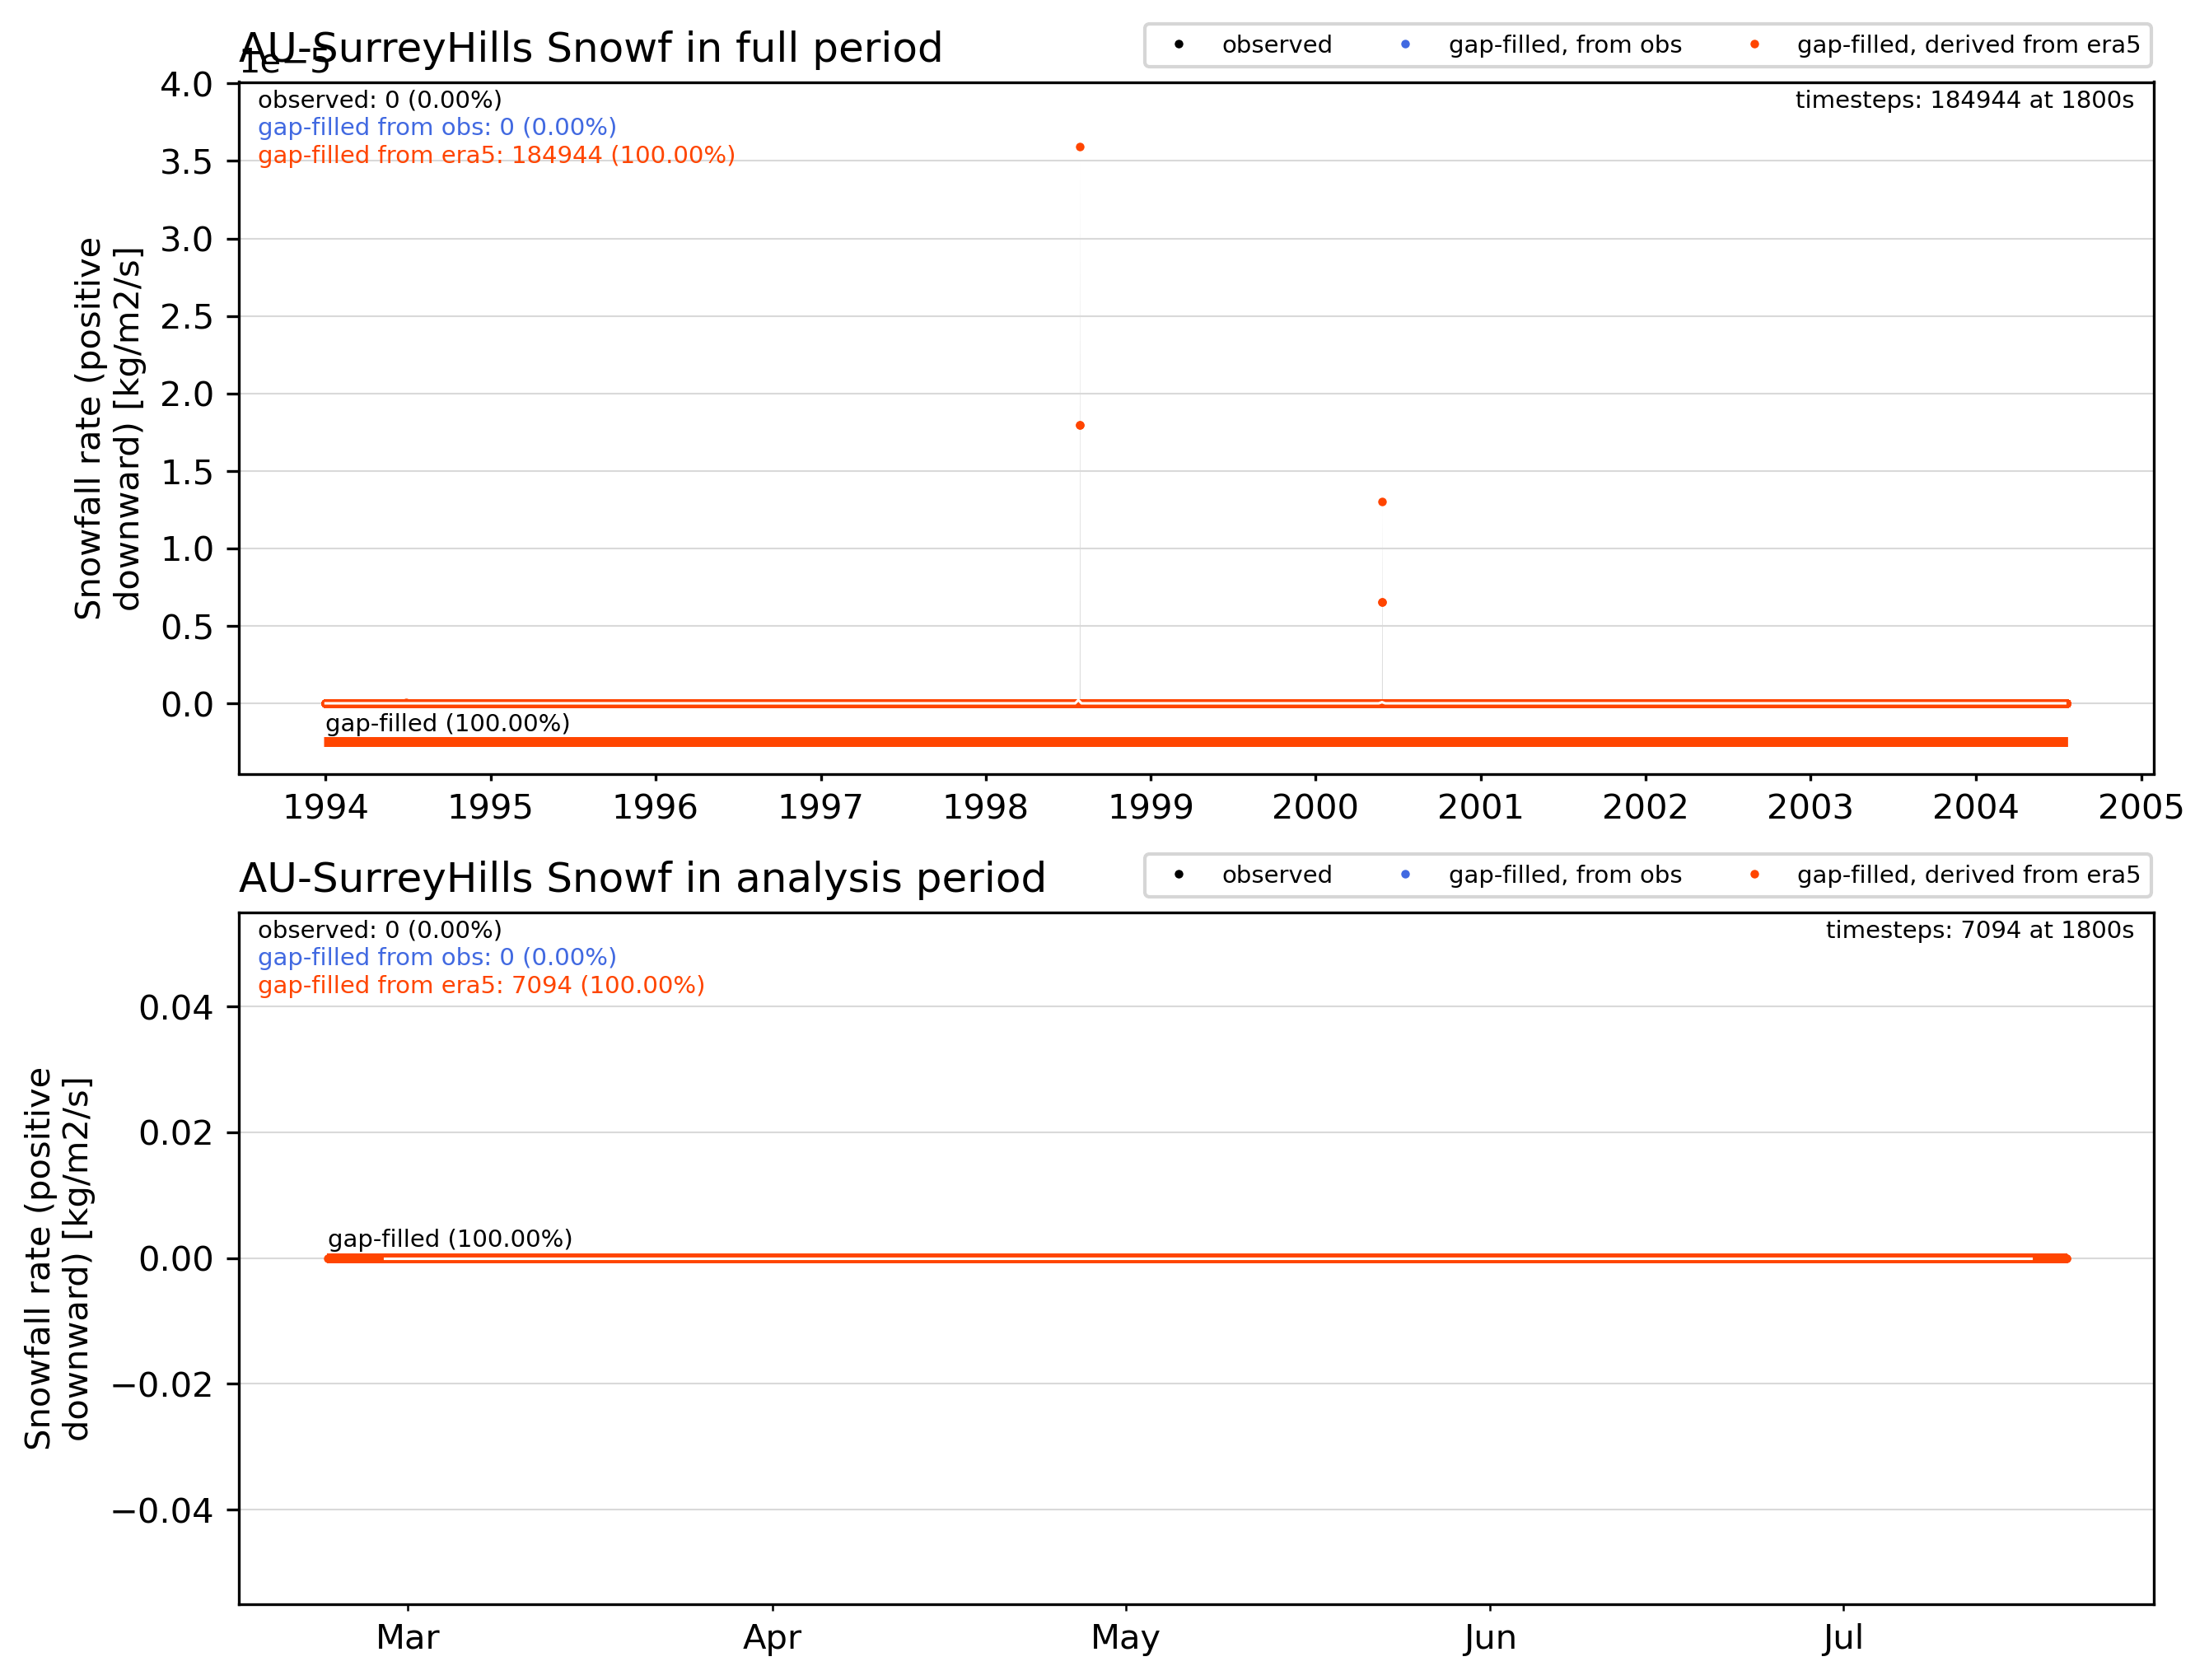 AU-SurreyHills Snowf in full period
observed gap-filled, from obs gap-filled, derived from era5
1e−5
observed: 0 (0.00%)
gap-filled from obs: 0 (0.00%)
gap-filled from era5: 184944 (100.00%)
timesteps: 184944 at 1800s
Snowfall rate (positive
downward) [kg/m2/s]
4.0
3.5
3.0
2.5
2.0
1.5
1.0
0.5
0.0
gap-filled (100.00%)
1994 1995 1996 1997 1998 1999 2000 2001 2002 2003 2004 2005
AU-SurreyHills Snowf in analysis period
observed gap-filled, from obs gap-filled, derived from era5
observed: 0 (0.00%)
gap-filled from obs: 0 (0.00%)
gap-filled from era5: 7094 (100.00%)
timesteps: 7094 at 1800s
Snowfall rate (positive
downward) [kg/m2/s]
0.04
0.02
0.00
−0.02
−0.04
gap-filled (100.00%)
Mar Apr May Jun Jul